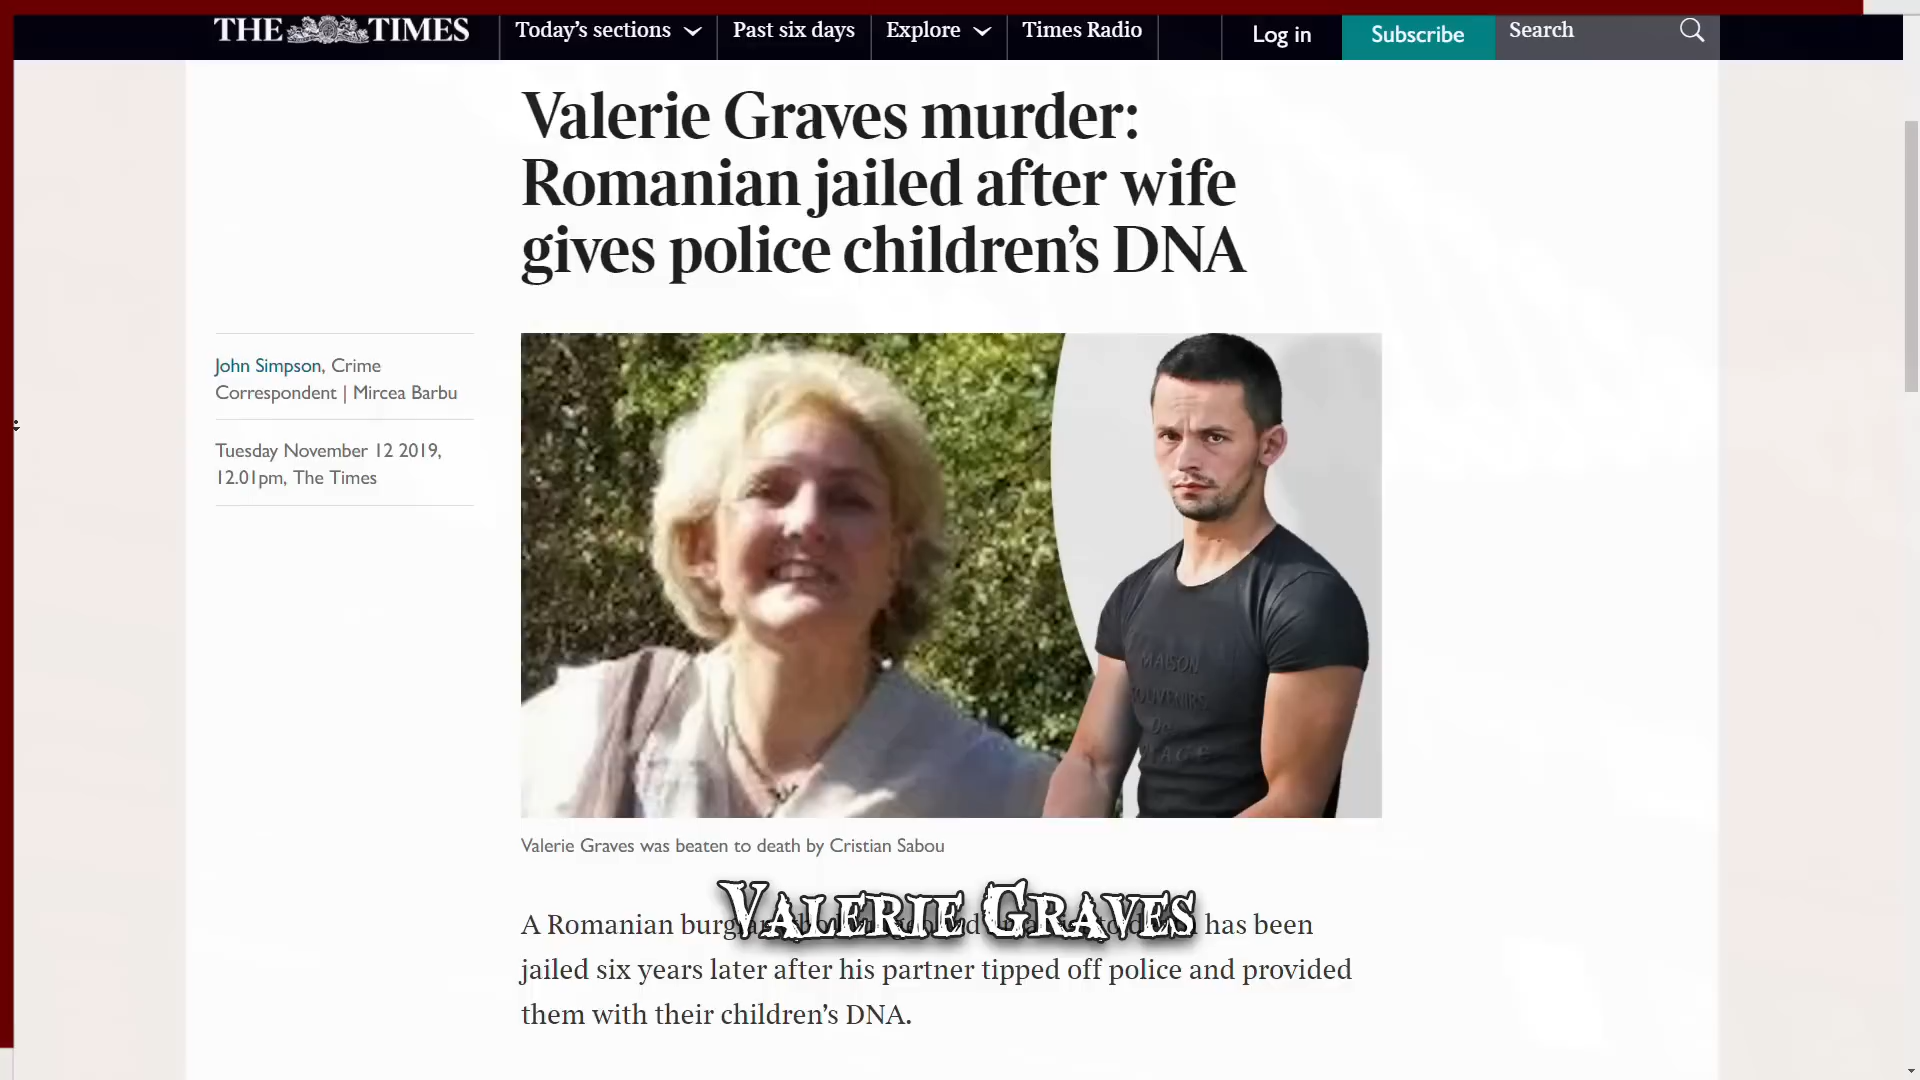 THE TIMES
Today's sections
Past six days
Explore
Times Radio
Log in
Subscribe
Search
Valerie Graves murder:
Romanian jailed after wife
gives police children's DNA
John Simpson, Crime
Correspondent | Mircea Barbu
Tuesday November 12 2019,
12.01pm, The Times
MAISON
SOUVENIRS
Valerie Graves was beaten to death by Cristian Sabou
Valerie Graves
A Romanian has been
jailed six years later after his partner tipped off police and provided
them with their children's DNA.